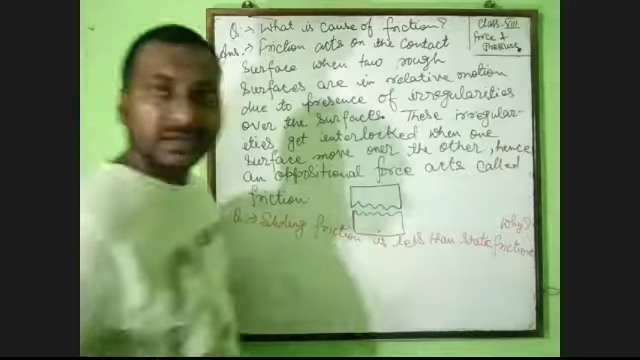 Q:→ What is cause of friction?
Ans:→ Friction acts on the contact
surface when two rough
surfaces are in relative motion
due to presence of irregularities
over the surfaces. These irregular-
eties get enterlocked when one
surface move over the other, hence
an oppositional force acts called
friction.
Q:→ Sliding friction is less than static friction
Why?
Class-VIII
Force &
Pressure.